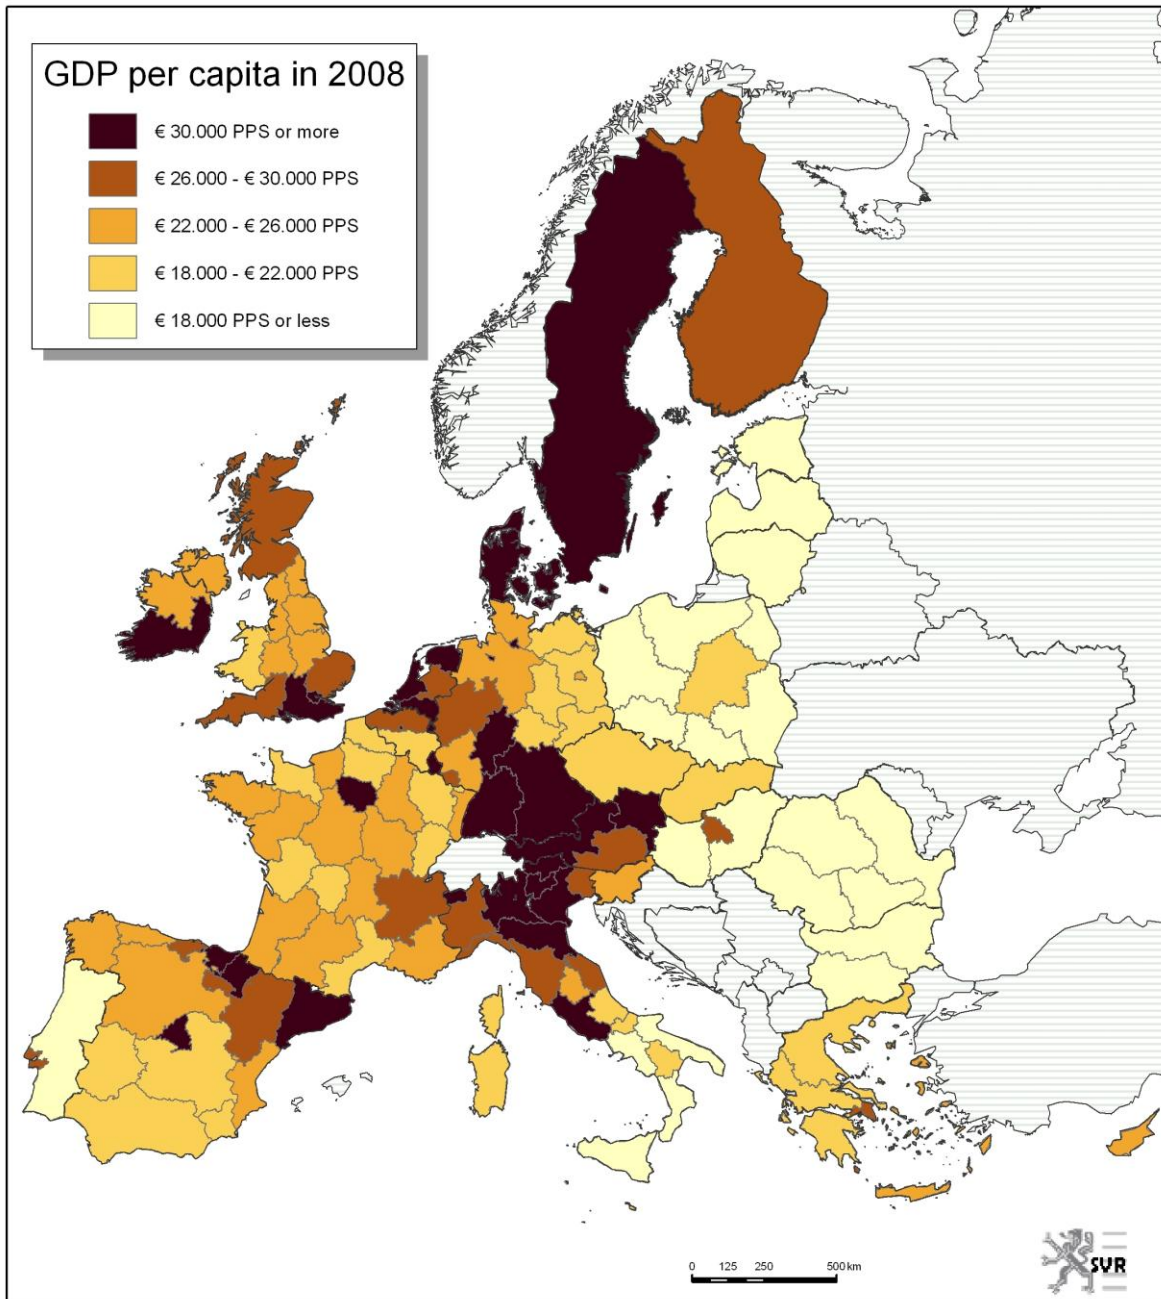 GDP per capita in 2008
€ 30.000 PPS or more
€ 26.000 - € 30.000 PPS
€ 22.000 - € 26.000 PPS
€ 18.000 - € 22.000 PPS
€ 18.000 PPS or less
0 125 250 500 km
SVR